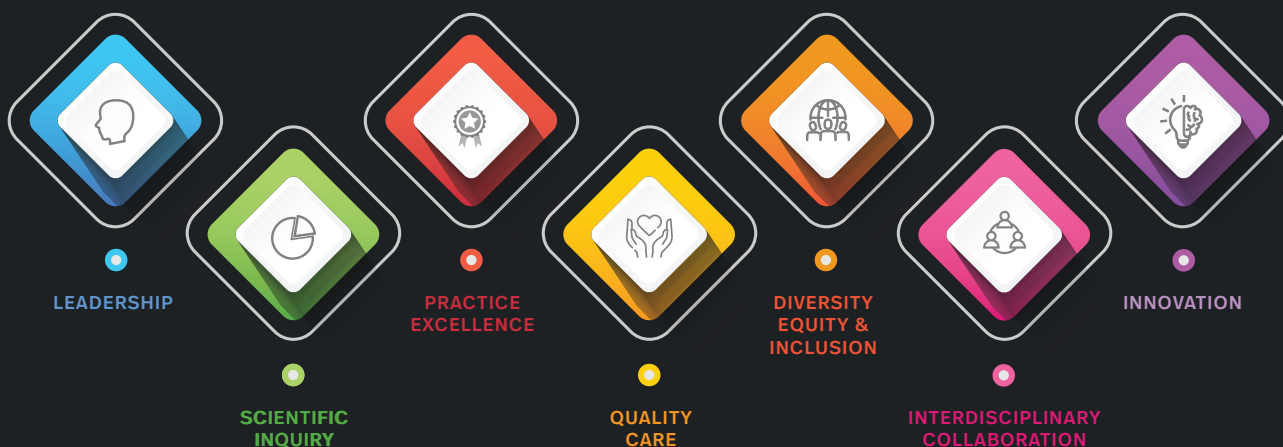 LEADERSHIP
SCIENTIFIC
INQUIRY
PRACTICE
EXCELLENCE
QUALITY
CARE
DIVERSITY
EQUITY &
INCLUSION
INTERDISCIPLINARY
COLLABORATION
INNOVATION